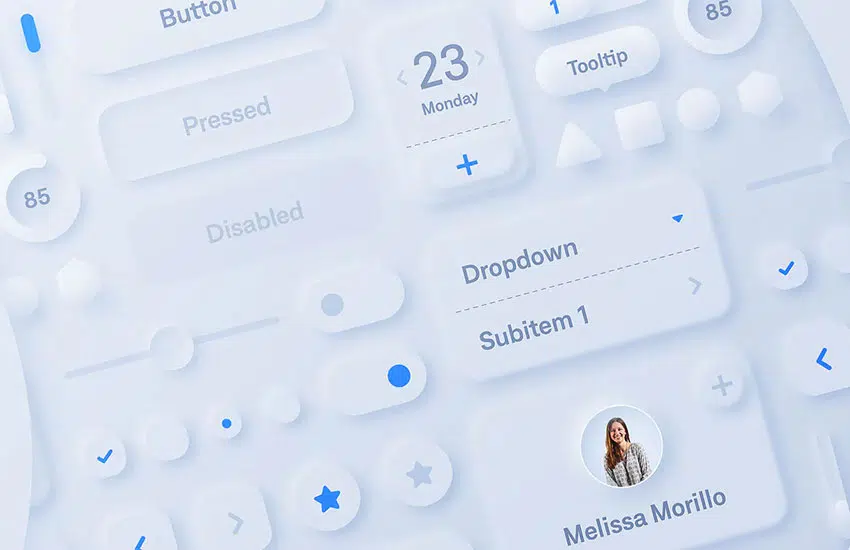 Button
1
85
23
Monday
Tooltip
Pressed
85
Disabled
Dropdown
Subitem 1
Melissa Morillo